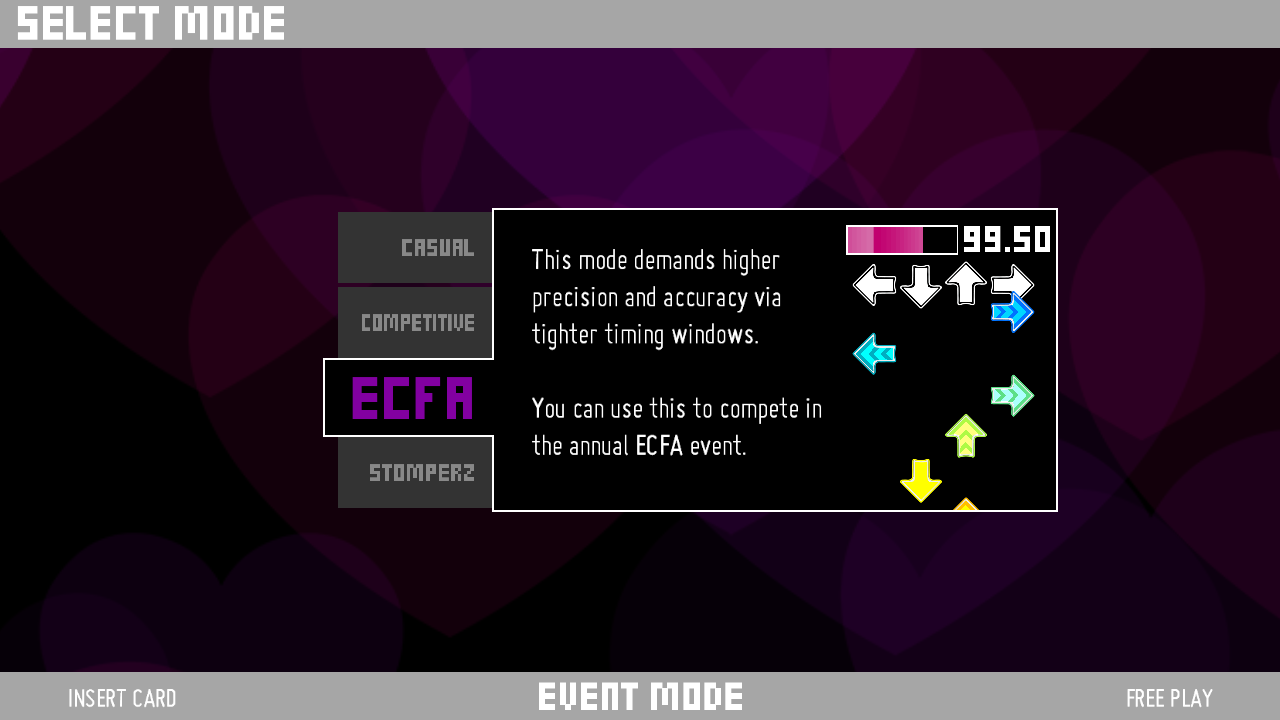 SELECT MODE
CASUAL
COMPETITIVE
ECFA
STOMPERZ
This mode demands higher
precision and accuracy via
tighter timing windows.
You can use this to compete in
the annual ECFA event.
99.50
INSERT CARD
EVENT MODE
FREE PLAY